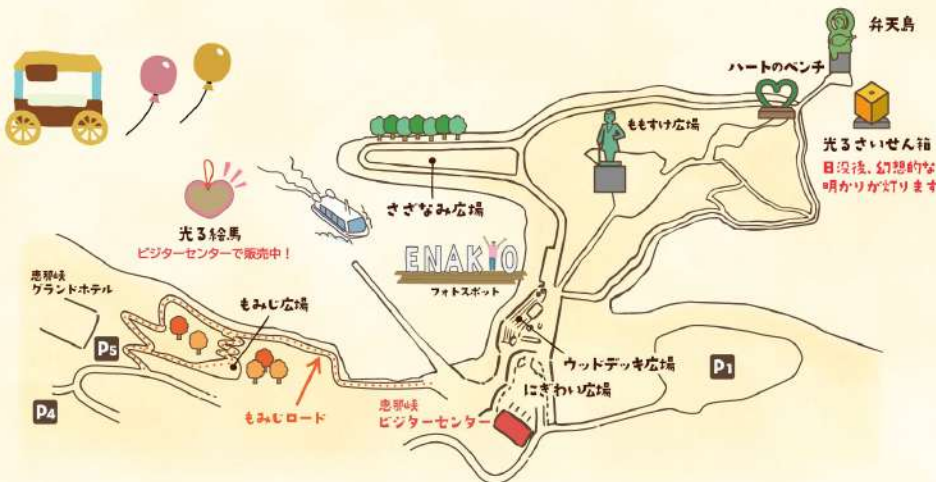 弁天島
ハートのベンチ
ももすけ広場
光るさいせん箱
日没後、幻想的な
明かりが灯ります
さざなみ広場
光る絵馬
ビジターセンターで販売中！
ENAKYO
フォトスポット
恵那峡
グランドホテル
もみじ広場
P5
ウッドデッキ広場
P1
にぎわい広場
恵那峡
ビジターセンター
もみじロード
P4